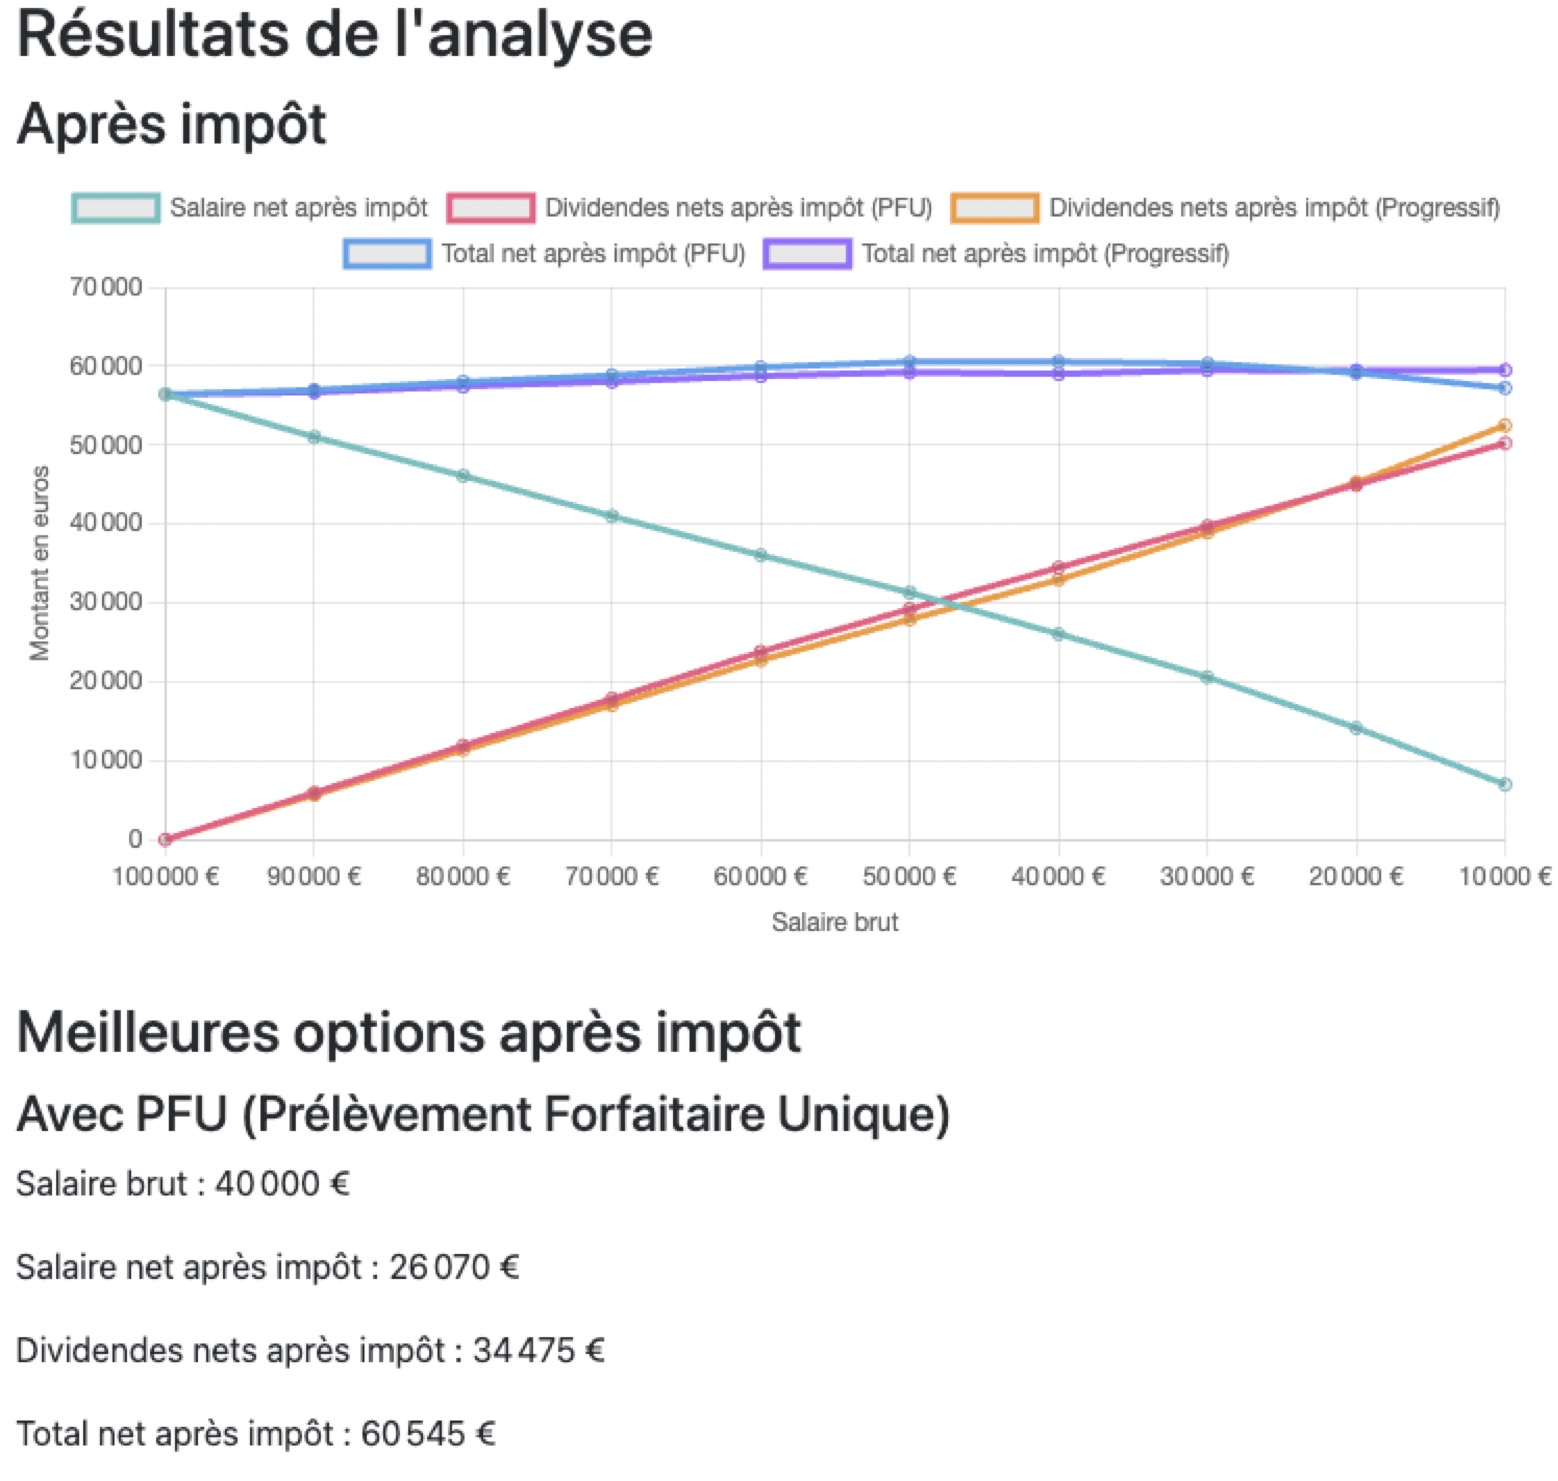 Résultats de l'analyse
Après impôt
Salaire net après impôt Dividendes nets après impôt (PFU) Dividendes nets après impôt (Progressif)
Total net après impôt (PFU) Total net après impôt (Progressif)
70 000
60 000
50 000
40 000
30 000
20 000
10 000
0
Montant en euros
100 000 € 90 000 € 80 000 € 70 000 € 60 000 € 50 000 € 40 000 € 30 000 € 20 000 € 10 000 €
Salaire brut
Meilleures options après impôt
Avec PFU (Prélèvement Forfaitaire Unique)
Salaire brut : 40 000 €
Salaire net après impôt : 26 070 €
Dividendes nets après impôt : 34 475 €
Total net après impôt : 60 545 €